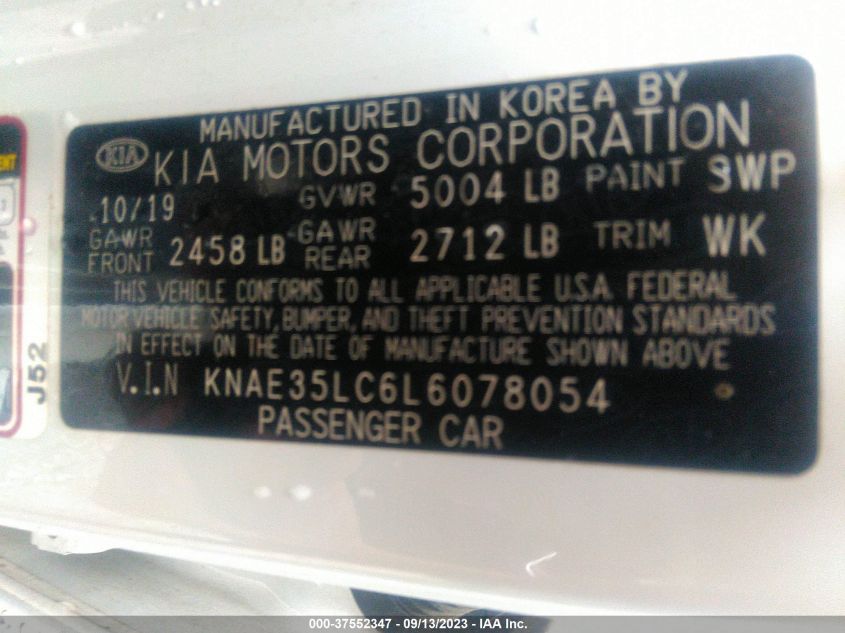 MANUFACTURED IN KOREA BY
KIA KIA MOTORS CORPORATION
10/19 GVWR 5004 LB PAINT SWP
GAWR FRONT 2458 LB GAWR REAR 2712 LB TRIM WK
THIS VEHICLE CONFORMS TO ALL APPLICABLE U.S.A. FEDERAL
MOTOR VEHICLE SAFETY, BUMPER, AND THEFT PREVENTION STANDARDS
IN EFFECT ON THE DATE OF MANUFACTURE SHOWN ABOVE
V.I.N KNAE35LC6L6078054
PASSENGER CAR
J52
000-37552347 - 09/13/2023 - IAA Inc.